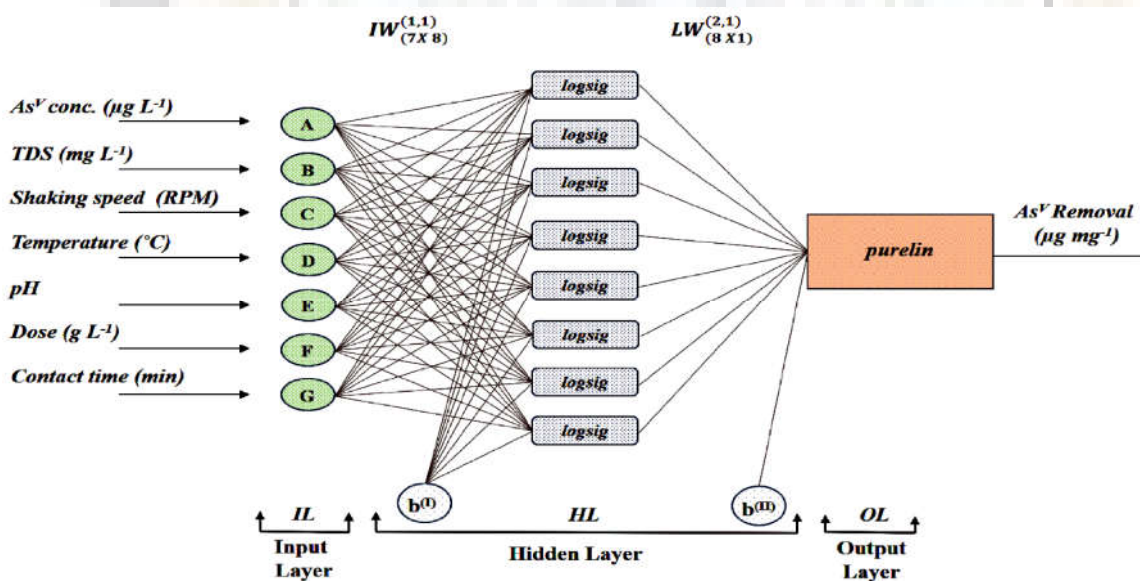 IW(1,1)(7X 8)
LW(2,1)(8 X1)
AsV conc. (µg L-1)
TDS (mg L-1)
Shaking speed (RPM)
Temperature (°C)
pH
Dose (g L-1)
Contact time (min)
A
B
C
D
E
F
G
logsig
logsig
logsig
logsig
logsig
logsig
logsig
logsig
purelin
AsV Removal
(µg mg-1)
b(I)
b(II)
IL
Input
Layer
HL
Hidden Layer
OL
Output
Layer